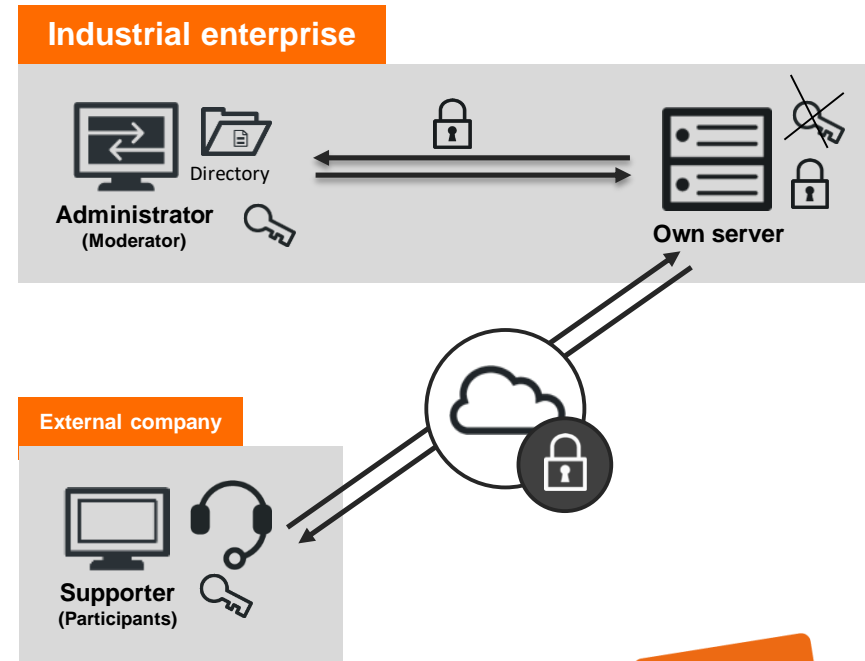 Industrial enterprise
Directory
Administrator
(Moderator)
Own server
External company
Supporter
(Participants)